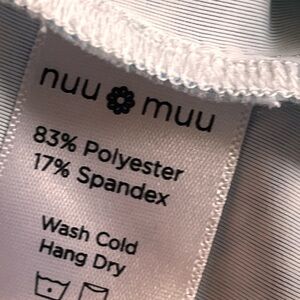 nuu muu
83% Polyester
17% Spandex
Wash Cold
Hang Dry